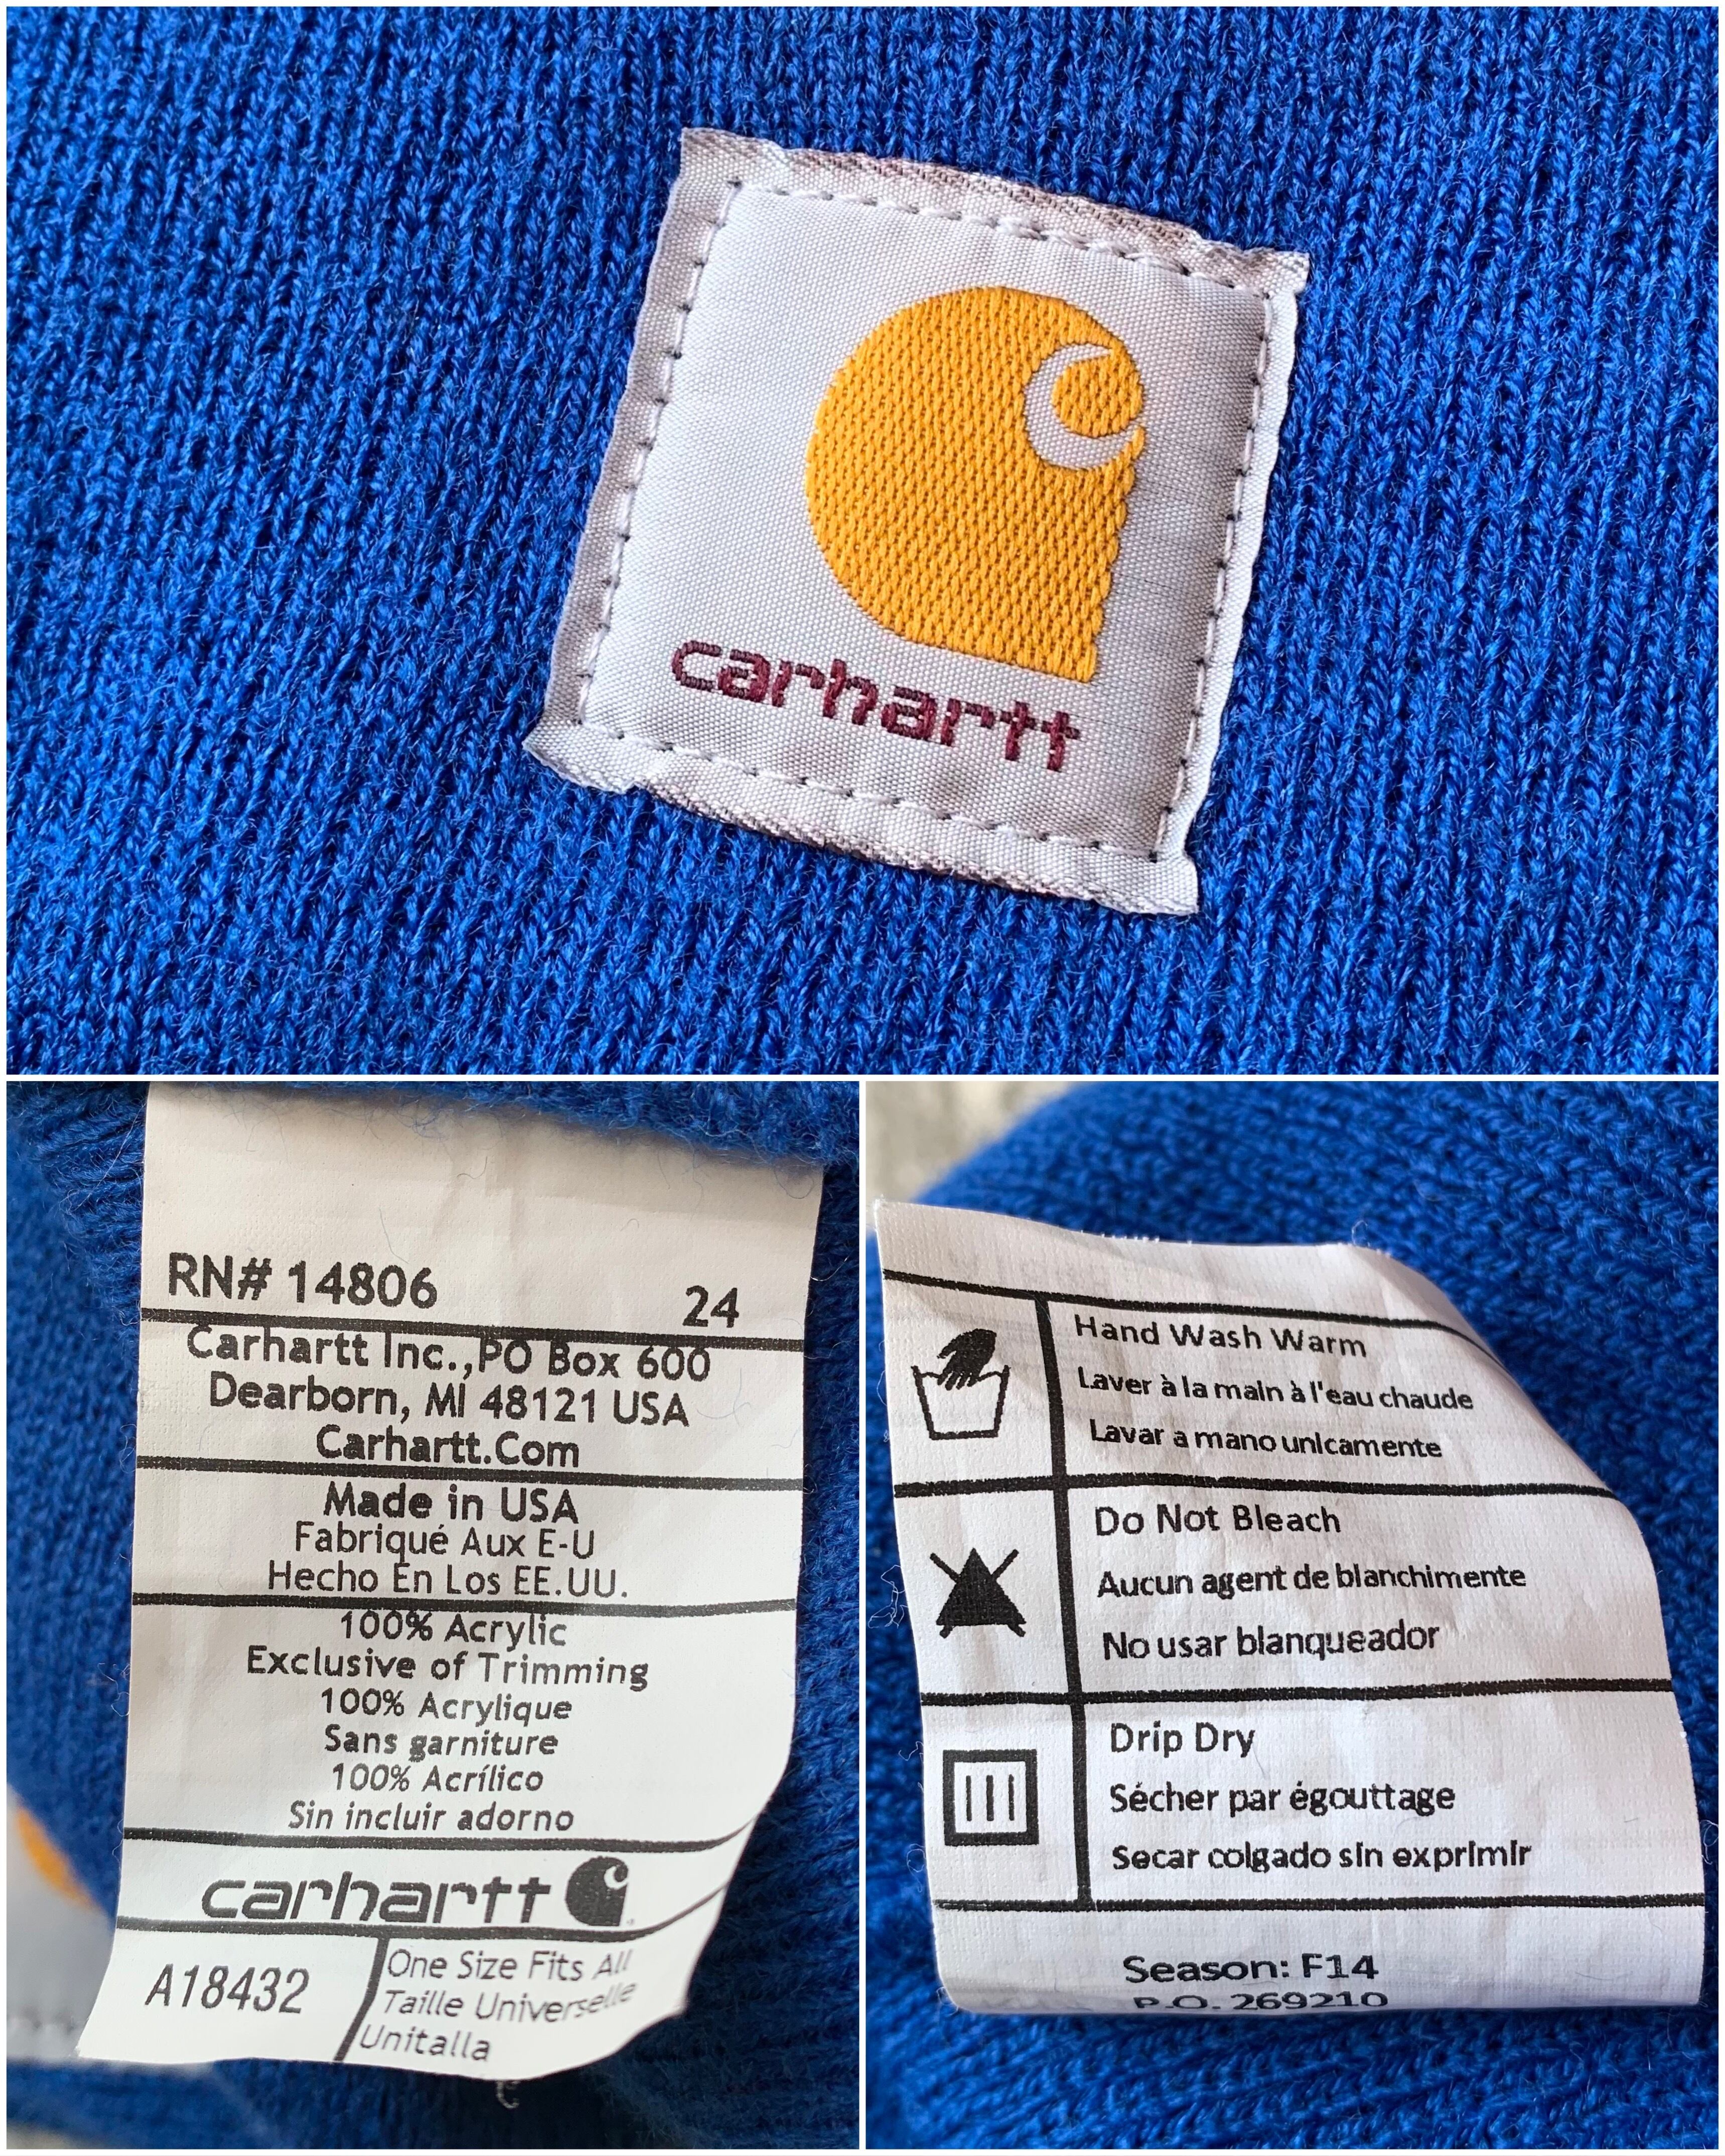 carhartt
RN# 14806 24
Carhartt Inc.,PO Box 600
Dearborn, MI 48121 USA
Carhartt.Com
Made in USA
Fabriqué Aux E-U
Hecho En Los EE.UU.
100% Acrylic
Exclusive of Trimming
100% Acrylique
Sans garniture
100% Acrílico
Sin incluir adorno
carhartt
A18432
One Size Fits All
Taille Universelle
Unitalla
Hand Wash Warm
Laver à la main à l'eau chaude
Lavar a mano unicamente
Do Not Bleach
Aucun agent de blanchimente
No usar blanqueador
Drip Dry
Sécher par égouttage
Secar colgado sin exprimir
Season: F14
P.O. 269210